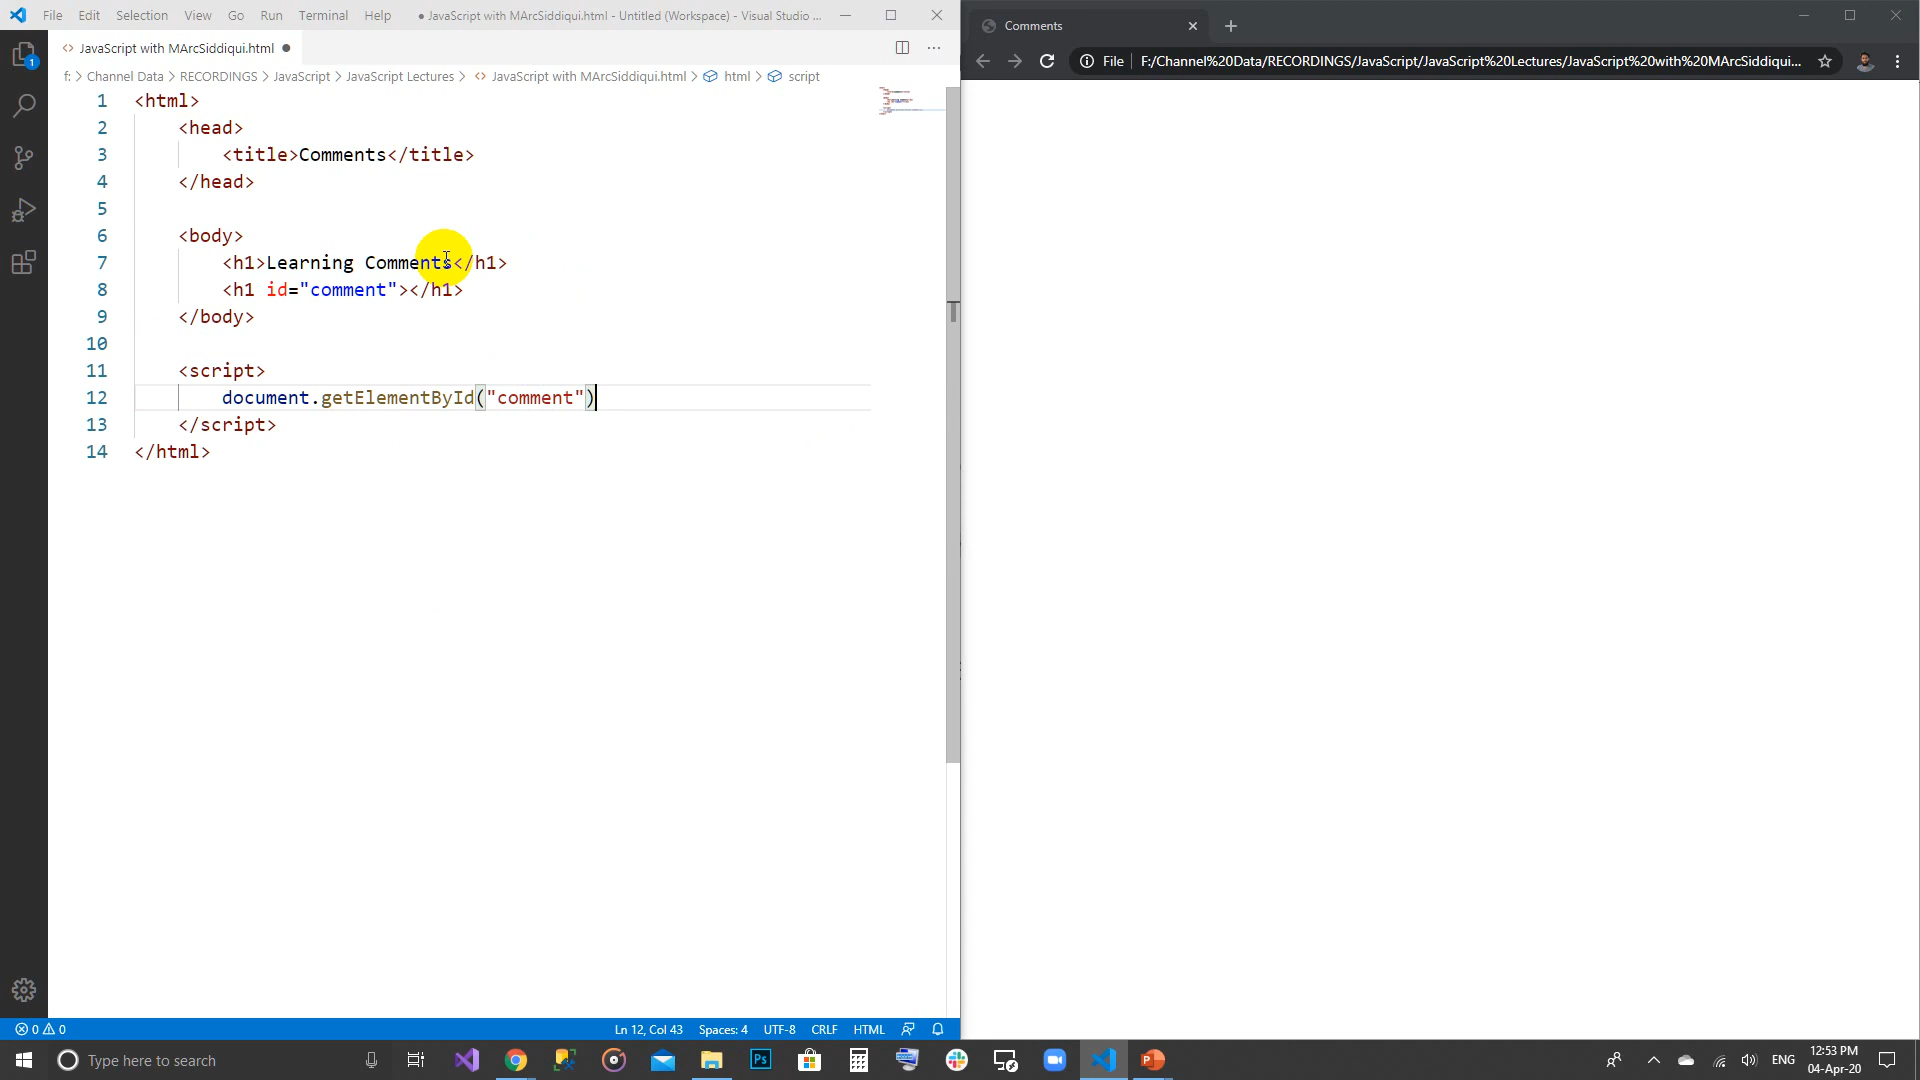 File Edit Selection View Go Run Terminal Help ● JavaScript with MArcSiddiqui.html - Untitled (Workspace) - Visual Studio ...
JavaScript with MArcSiddiqui.html ●
f: > Channel Data > RECORDINGS > JavaScript > JavaScript Lectures > JavaScript with MArcSiddiqui.html > html > script
1 <html>
2 <head>
3 <title>Comments</title>
4 </head>
5
6 <body>
7 <h1>Learning Comments</h1>
8 <h1 id="comment"></h1>
9 </body>
10
11 <script>
12 document.getElementById("comment")
13 </script>
14 </html>
1
0 0
Ln 12, Col 43 Spaces: 4 UTF-8 CRLF HTML
Comments
File F:/Channel%20Data/RECORDINGS/JavaScript/JavaScript%20Lectures/JavaScript%20with%20MArcSiddiqui...
Type here to search
Ps
P
ENG
12:53 PM
04-Apr-20